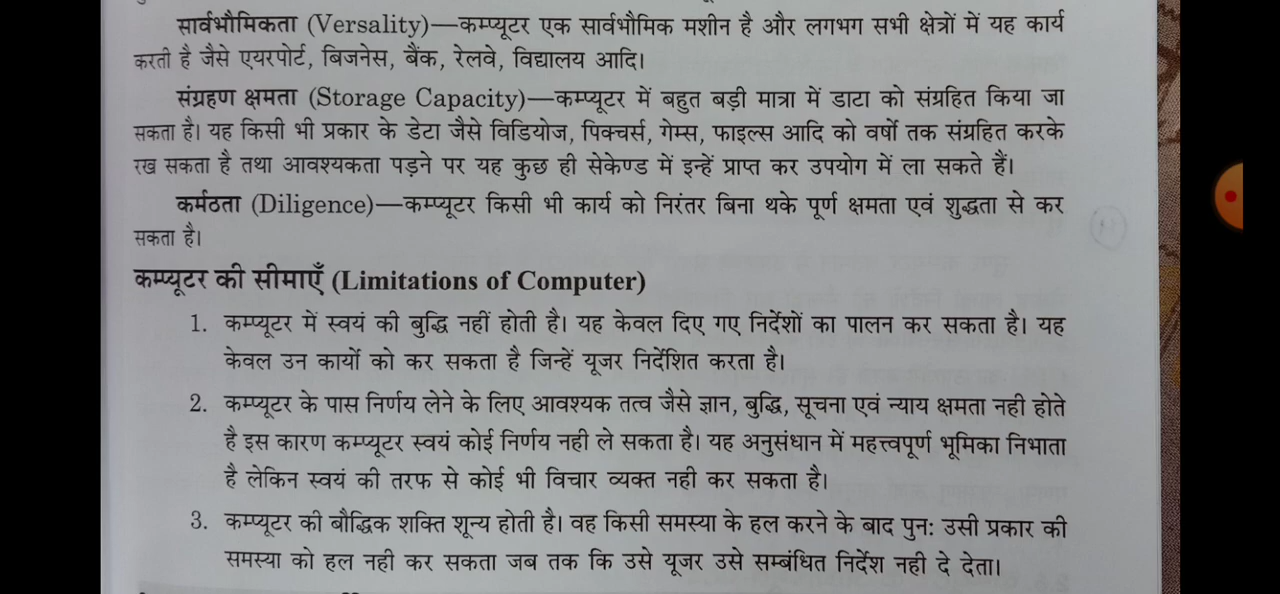 सार्वभौमिकता (Versality)—कम्प्यूटर एक सार्वभौमिक मशीन है और लगभग सभी क्षेत्रों में यह कार्य
करती है जैसे एयरपोर्ट, बिजनेस, बैंक, रेलवे, विद्यालय आदि।
संग्रहण क्षमता (Storage Capacity)—कम्प्यूटर में बहुत बड़ी मात्रा में डाटा को संग्रहित किया जा
सकता है। यह किसी भी प्रकार के डेटा जैसे विडियोज, पिक्चर्स, गेम्स, फाइल्स आदि को वर्षो तक संग्रहित करके
रख सकता है तथा आवश्यकता पड़ने पर यह कुछ ही सेकेण्ड में इन्हें प्राप्त कर उपयोग में ला सकते हैं।
कर्मठता (Diligence)—कम्प्यूटर किसी भी कार्य को निरंतर बिना थके पूर्ण क्षमता एवं शुद्धता से कर
सकता है।
कम्प्यूटर की सीमाएँ (Limitations of Computer)
1. कम्प्यूटर में स्वयं की बुद्धि नहीं होती है। यह केवल दिए गए निर्देशों का पालन कर सकता है। यह
केवल उन कार्यो को कर सकता है जिन्हें यूजर निर्देशित करता है।
2. कम्प्यूटर के पास निर्णय लेने के लिए आवश्यक तत्व जैसे ज्ञान, बुद्धि, सूचना एवं न्याय क्षमता नही होते
है इस कारण कम्प्यूटर स्वयं कोई निर्णय नही ले सकता है। यह अनुसंधान में महत्त्वपूर्ण भूमिका निभाता
है लेकिन स्वयं की तरफ से कोई भी विचार व्यक्त नही कर सकता है।
3. कम्प्यूटर की बौद्धिक शक्ति शून्य होती है। वह किसी समस्या के हल करने के बाद पुनः उसी प्रकार की
समस्या को हल नही कर सकता जब तक कि उसे यूजर उसे सम्बंधित निर्देश नही दे देता।